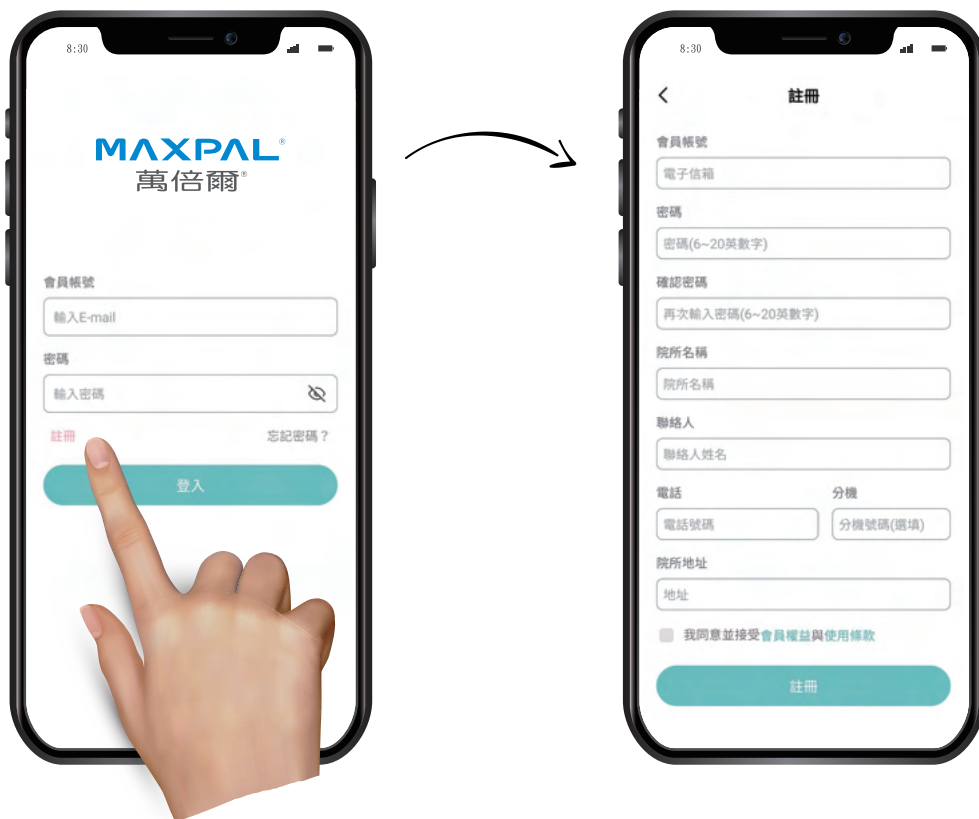 8:30
MAXPAL®
萬倍爾®
會員帳號
輸入E-mail
密碼
輸入密碼
註冊 忘記密碼？
登入
8:30
註冊
會員帳號
電子信箱
密碼
密碼(6~20英數字)
確認密碼
再次輸入密碼(6~20英數字)
院所名稱
院所名稱
聯絡人
聯絡人姓名
電話 分機
電話號碼 分機號碼(選填)
院所地址
地址
我同意並接受會員權益與使用條款
註冊